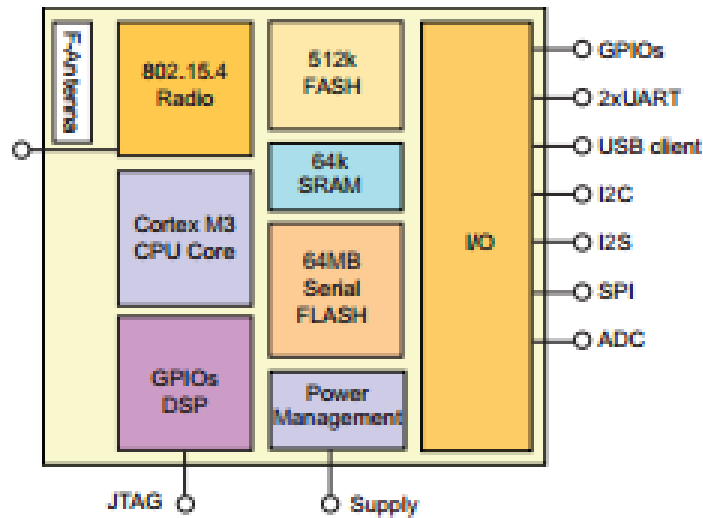 F-Antenna
802.15.4
Radio
512k
FASH
64k
SRAM
Cortex M3
CPU Core
64MB
Serial
FLASH
GPIOs
DSP
Power
Management
I/O
GPIOs
2xUART
USB client
I2C
I2S
SPI
ADC
JTAG
Supply